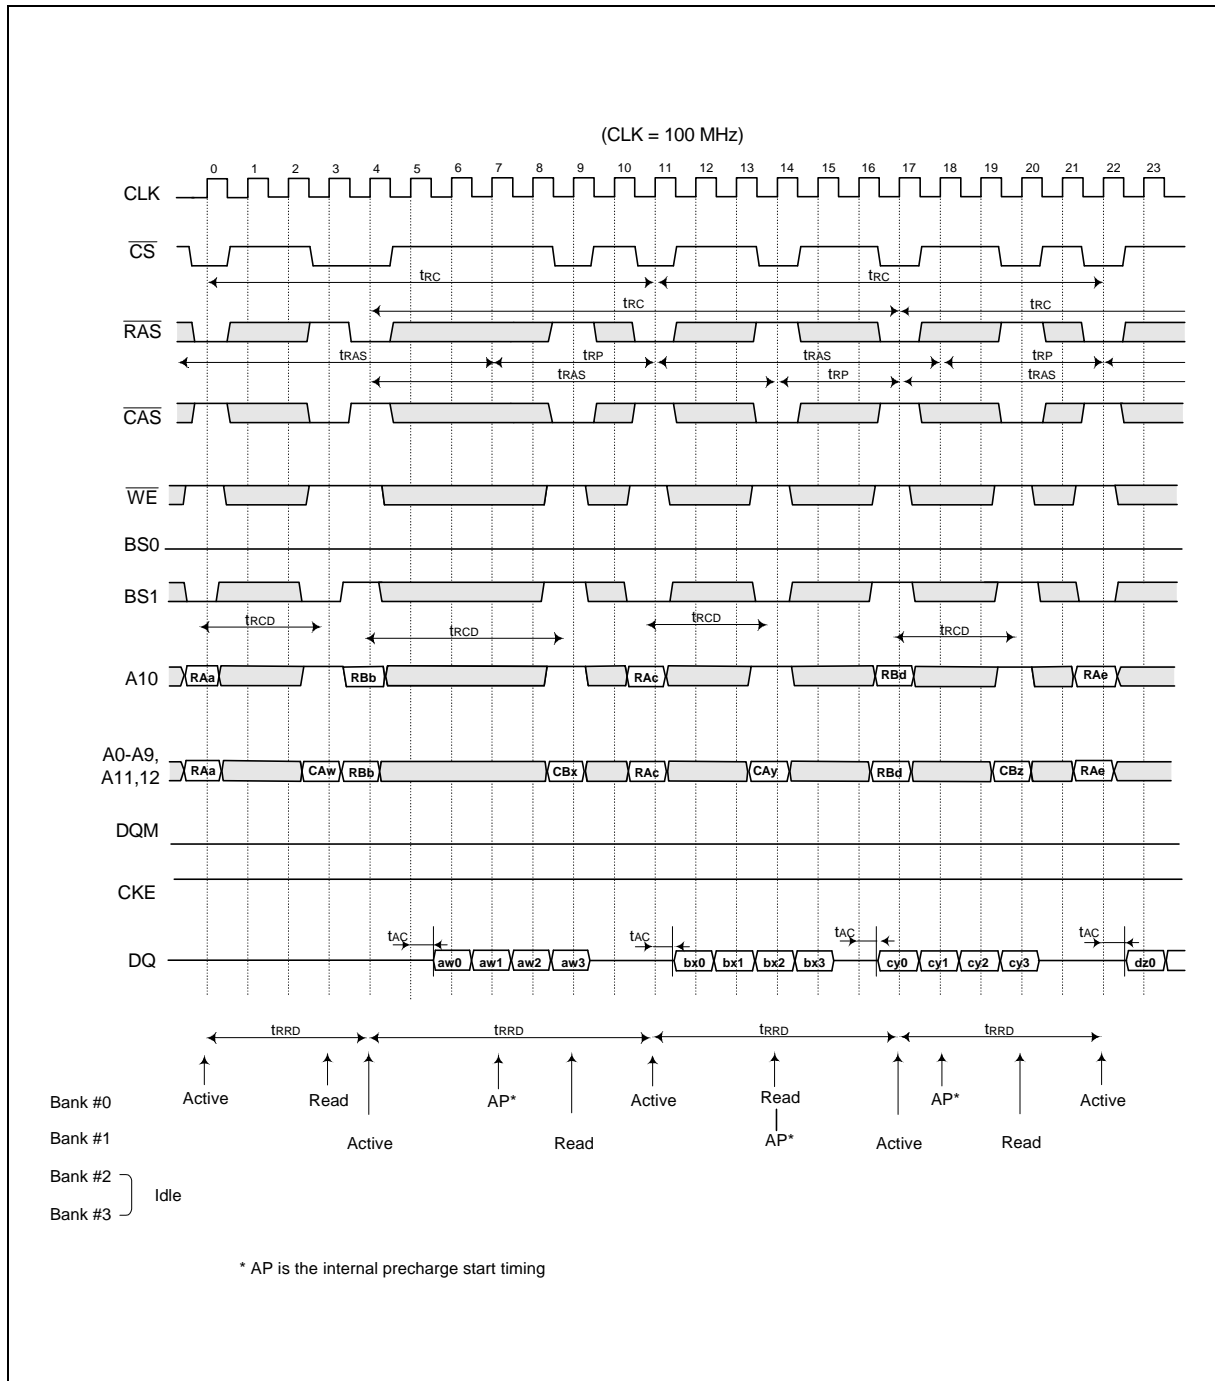 (CLK = 100 MHz)
0 1 2 3 4 5 6 7 8 9 10 11 12 13 14 15 16 17 18 19 20 21 22 23
CLK
CS
tRC tRC
tRC tRC
RAS
tRAS tRP tRAS tRP
tRAS tRP tRAS
CAS
WE
BS0
BS1
tRCD tRCD tRCD tRCD
A10 RAa RBb RAc RBd RAe
A0-A9,
A11,12 RAa CAw RBb CBx RAc CAy RBd CBz RAe
DQM
CKE
tAC tAC tAC tAC
DQ aw0 aw1 aw2 aw3 bx0 bx1 bx2 bx3 cy0 cy1 cy2 cy3 dz0
tRRD tRRD tRRD tRRD
Bank #0 Active Read AP* Active Read AP* Active
Bank #1 Active Read AP* Active Read
Bank #2
Idle
Bank #3
* AP is the internal precharge start timing